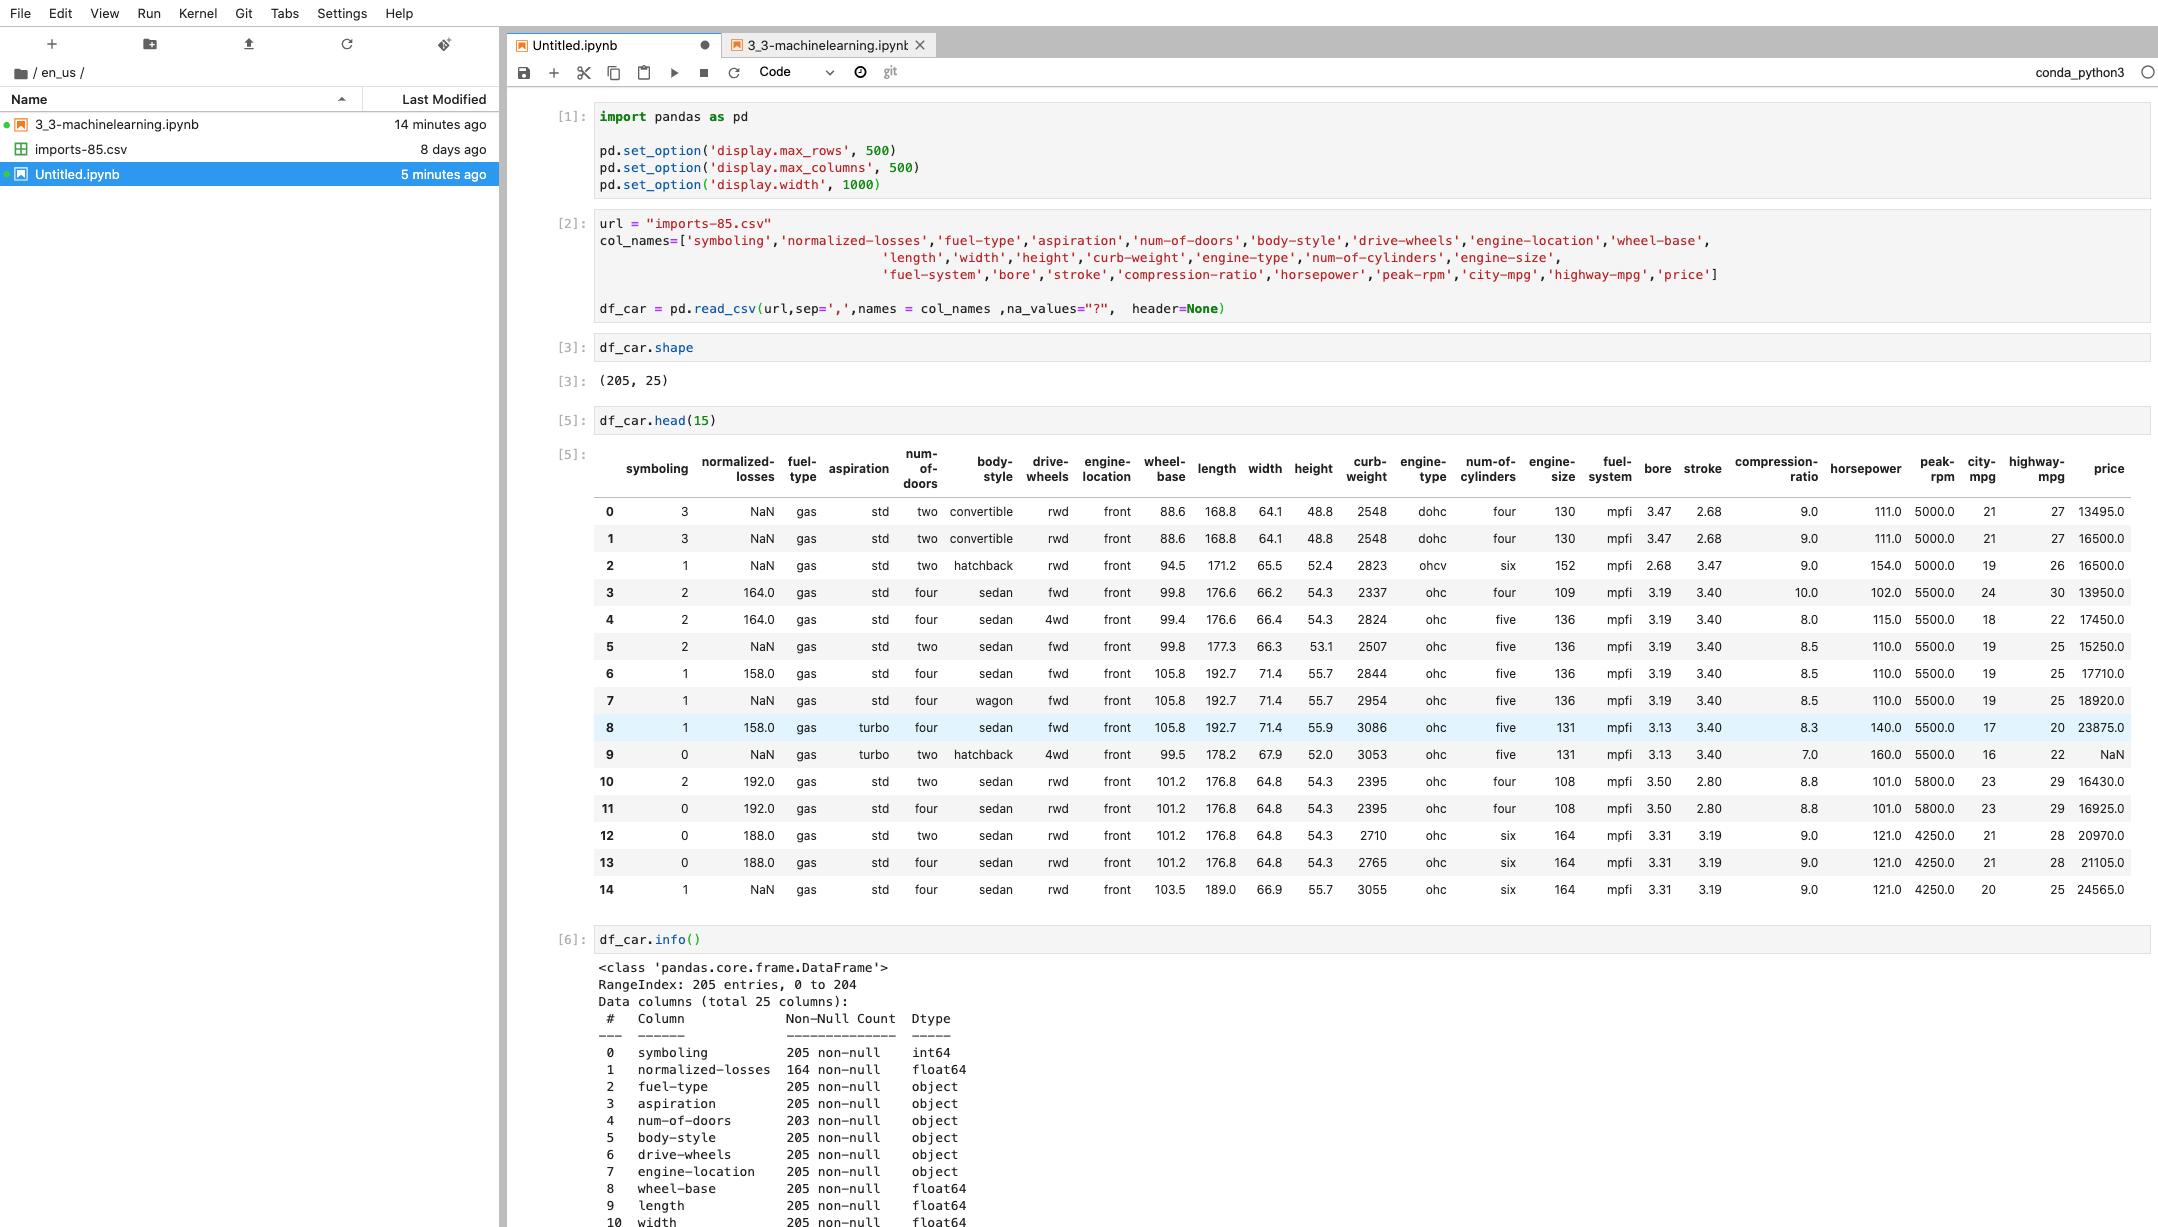 File Edit View Run Kernel Git Tabs Settings Help
/ en_us /
Name Last Modified
3_3-machinelearning.ipynb 14 minutes ago
imports-85.csv 8 days ago
Untitled.ipynb 5 minutes ago
Untitled.ipynb 3_3-machinelearning.ipynb
Code git conda_python3
[1]: import pandas as pd
pd.set_option('display.max_rows', 500)
pd.set_option('display.max_columns', 500)
pd.set_option('display.width', 1000)
[2]: url = "imports-85.csv"
col_names=['symboling','normalized-losses','fuel-type','aspiration','num-of-doors','body-style','drive-wheels','engine-location','wheel-base',
'length','width','height','curb-weight','engine-type','num-of-cylinders','engine-size',
'fuel-system','bore','stroke','compression-ratio','horsepower','peak-rpm','city-mpg','highway-mpg','price']
df_car = pd.read_csv(url,sep=',',names = col_names ,na_values="?", header=None)
[3]: df_car.shape
[3]: (205, 25)
[5]: df_car.head(15)
[5]:
symboling normalized-losses fuel-type aspiration num-of-doors body-style drive-wheels engine-location wheel-base length width height curb-weight engine-type num-of-cylinders engine-size fuel-system bore stroke compression-ratio horsepower peak-rpm city-mpg highway-mpg price
0 3 NaN gas std two convertible rwd front 88.6 168.8 64.1 48.8 2548 dohc four 130 mpfi 3.47 2.68 9.0 111.0 5000.0 21 27 13495.0
1 3 NaN gas std two convertible rwd front 88.6 168.8 64.1 48.8 2548 dohc four 130 mpfi 3.47 2.68 9.0 111.0 5000.0 21 27 16500.0
2 1 NaN gas std two hatchback rwd front 94.5 171.2 65.5 52.4 2823 ohcv six 152 mpfi 2.68 3.47 9.0 154.0 5000.0 19 26 16500.0
3 2 164.0 gas std four sedan fwd front 99.8 176.6 66.2 54.3 2337 ohc four 109 mpfi 3.19 3.40 10.0 102.0 5500.0 24 30 13950.0
4 2 164.0 gas std four sedan 4wd front 99.4 176.6 66.4 54.3 2824 ohc five 136 mpfi 3.19 3.40 8.0 115.0 5500.0 18 22 17450.0
5 2 NaN gas std two sedan fwd front 99.8 177.3 66.3 53.1 2507 ohc five 136 mpfi 3.19 3.40 8.5 110.0 5500.0 19 25 15250.0
6 1 158.0 gas std four sedan fwd front 105.8 192.7 71.4 55.7 2844 ohc five 136 mpfi 3.19 3.40 8.5 110.0 5500.0 19 25 17710.0
7 1 NaN gas std four wagon fwd front 105.8 192.7 71.4 55.7 2954 ohc five 136 mpfi 3.19 3.40 8.5 110.0 5500.0 19 25 18920.0
8 1 158.0 gas turbo four sedan fwd front 105.8 192.7 71.4 55.9 3086 ohc five 131 mpfi 3.13 3.40 8.3 140.0 5500.0 17 20 23875.0
9 0 NaN gas turbo two hatchback 4wd front 99.5 178.2 67.9 52.0 3053 ohc five 131 mpfi 3.13 3.40 7.0 160.0 5500.0 16 22 NaN
10 2 192.0 gas std two sedan rwd front 101.2 176.8 64.8 54.3 2395 ohc four 108 mpfi 3.50 2.80 8.8 101.0 5800.0 23 29 16430.0
11 0 192.0 gas std four sedan rwd front 101.2 176.8 64.8 54.3 2395 ohc four 108 mpfi 3.50 2.80 8.8 101.0 5800.0 23 29 16925.0
12 0 188.0 gas std two sedan rwd front 101.2 176.8 64.8 54.3 2710 ohc six 164 mpfi 3.31 3.19 9.0 121.0 4250.0 21 28 20970.0
13 0 188.0 gas std four sedan rwd front 101.2 176.8 64.8 54.3 2765 ohc six 164 mpfi 3.31 3.19 9.0 121.0 4250.0 21 28 21105.0
14 1 NaN gas std four sedan rwd front 103.5 189.0 66.9 55.7 3055 ohc six 164 mpfi 3.31 3.19 9.0 121.0 4250.0 20 25 24565.0
[6]: df_car.info()
<class 'pandas.core.frame.DataFrame'>
RangeIndex: 205 entries, 0 to 204
Data columns (total 25 columns):
# Column Non-Null Count Dtype
--- ------ -------------- -----
0 symboling 205 non-null int64
1 normalized-losses 164 non-null float64
2 fuel-type 205 non-null object
3 aspiration 205 non-null object
4 num-of-doors 203 non-null object
5 body-style 205 non-null object
6 drive-wheels 205 non-null object
7 engine-location 205 non-null object
8 wheel-base 205 non-null float64
9 length 205 non-null float64
10 width 205 non-null float64